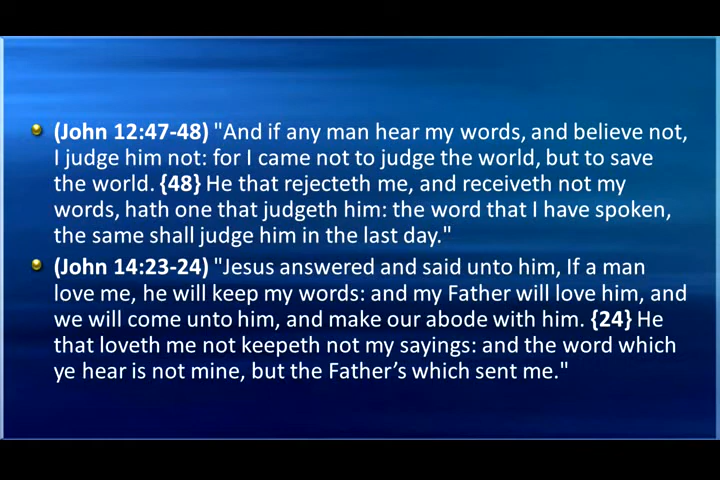 (John 12:47-48) "And if any man hear my words, and believe not,
I judge him not: for I came not to judge the world, but to save
the world. {48} He that rejecteth me, and receiveth not my
words, hath one that judgeth him: the word that I have spoken,
the same shall judge him in the last day."
(John 14:23-24) "Jesus answered and said unto him, If a man
love me, he will keep my words: and my Father will love him, and
we will come unto him, and make our abode with him. {24} He
that loveth me not keepeth not my sayings: and the word which
ye hear is not mine, but the Father’s which sent me."